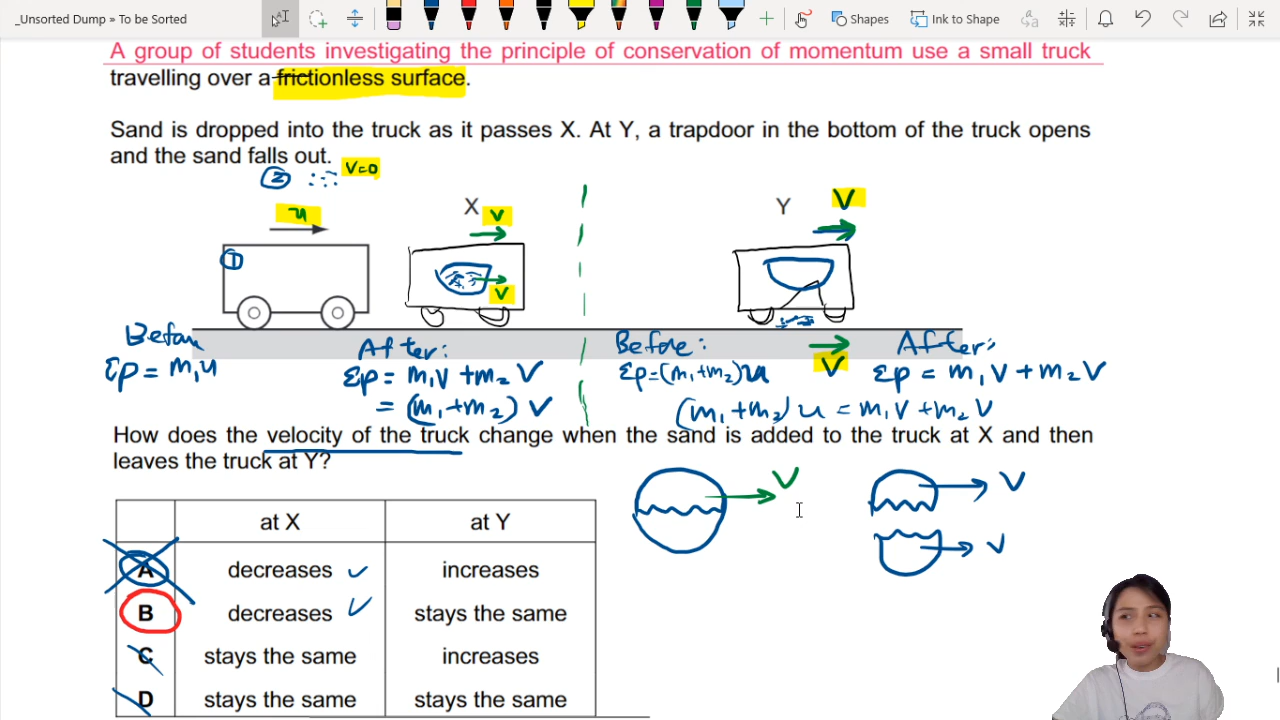 _Unsorted Dump » To be Sorted
Shapes
Ink to Shape
A group of students investigating the principle of conservation of momentum use a small truck
travelling over a frictionless surface.
Sand is dropped into the truck as it passes X. At Y, a trapdoor in the bottom of the truck opens
and the sand falls out.
V=0
2
u
X
V
Y
V
1
V
Before
After:
Before:
V
After:
Σp = m₁u
Σp = m₁V + m₂V
Σp = (m₁+m₂)u
Σp = m₁V + m₂V
= (m₁+m₂) V
(m₁+m₂) u = m₁V + m₂V
How does the velocity of the truck change when the sand is added to the truck at X and then
leaves the truck at Y?
V
V
V
at X at Y
A decreases increases
B decreases stays the same
C stays the same increases
D stays the same stays the same